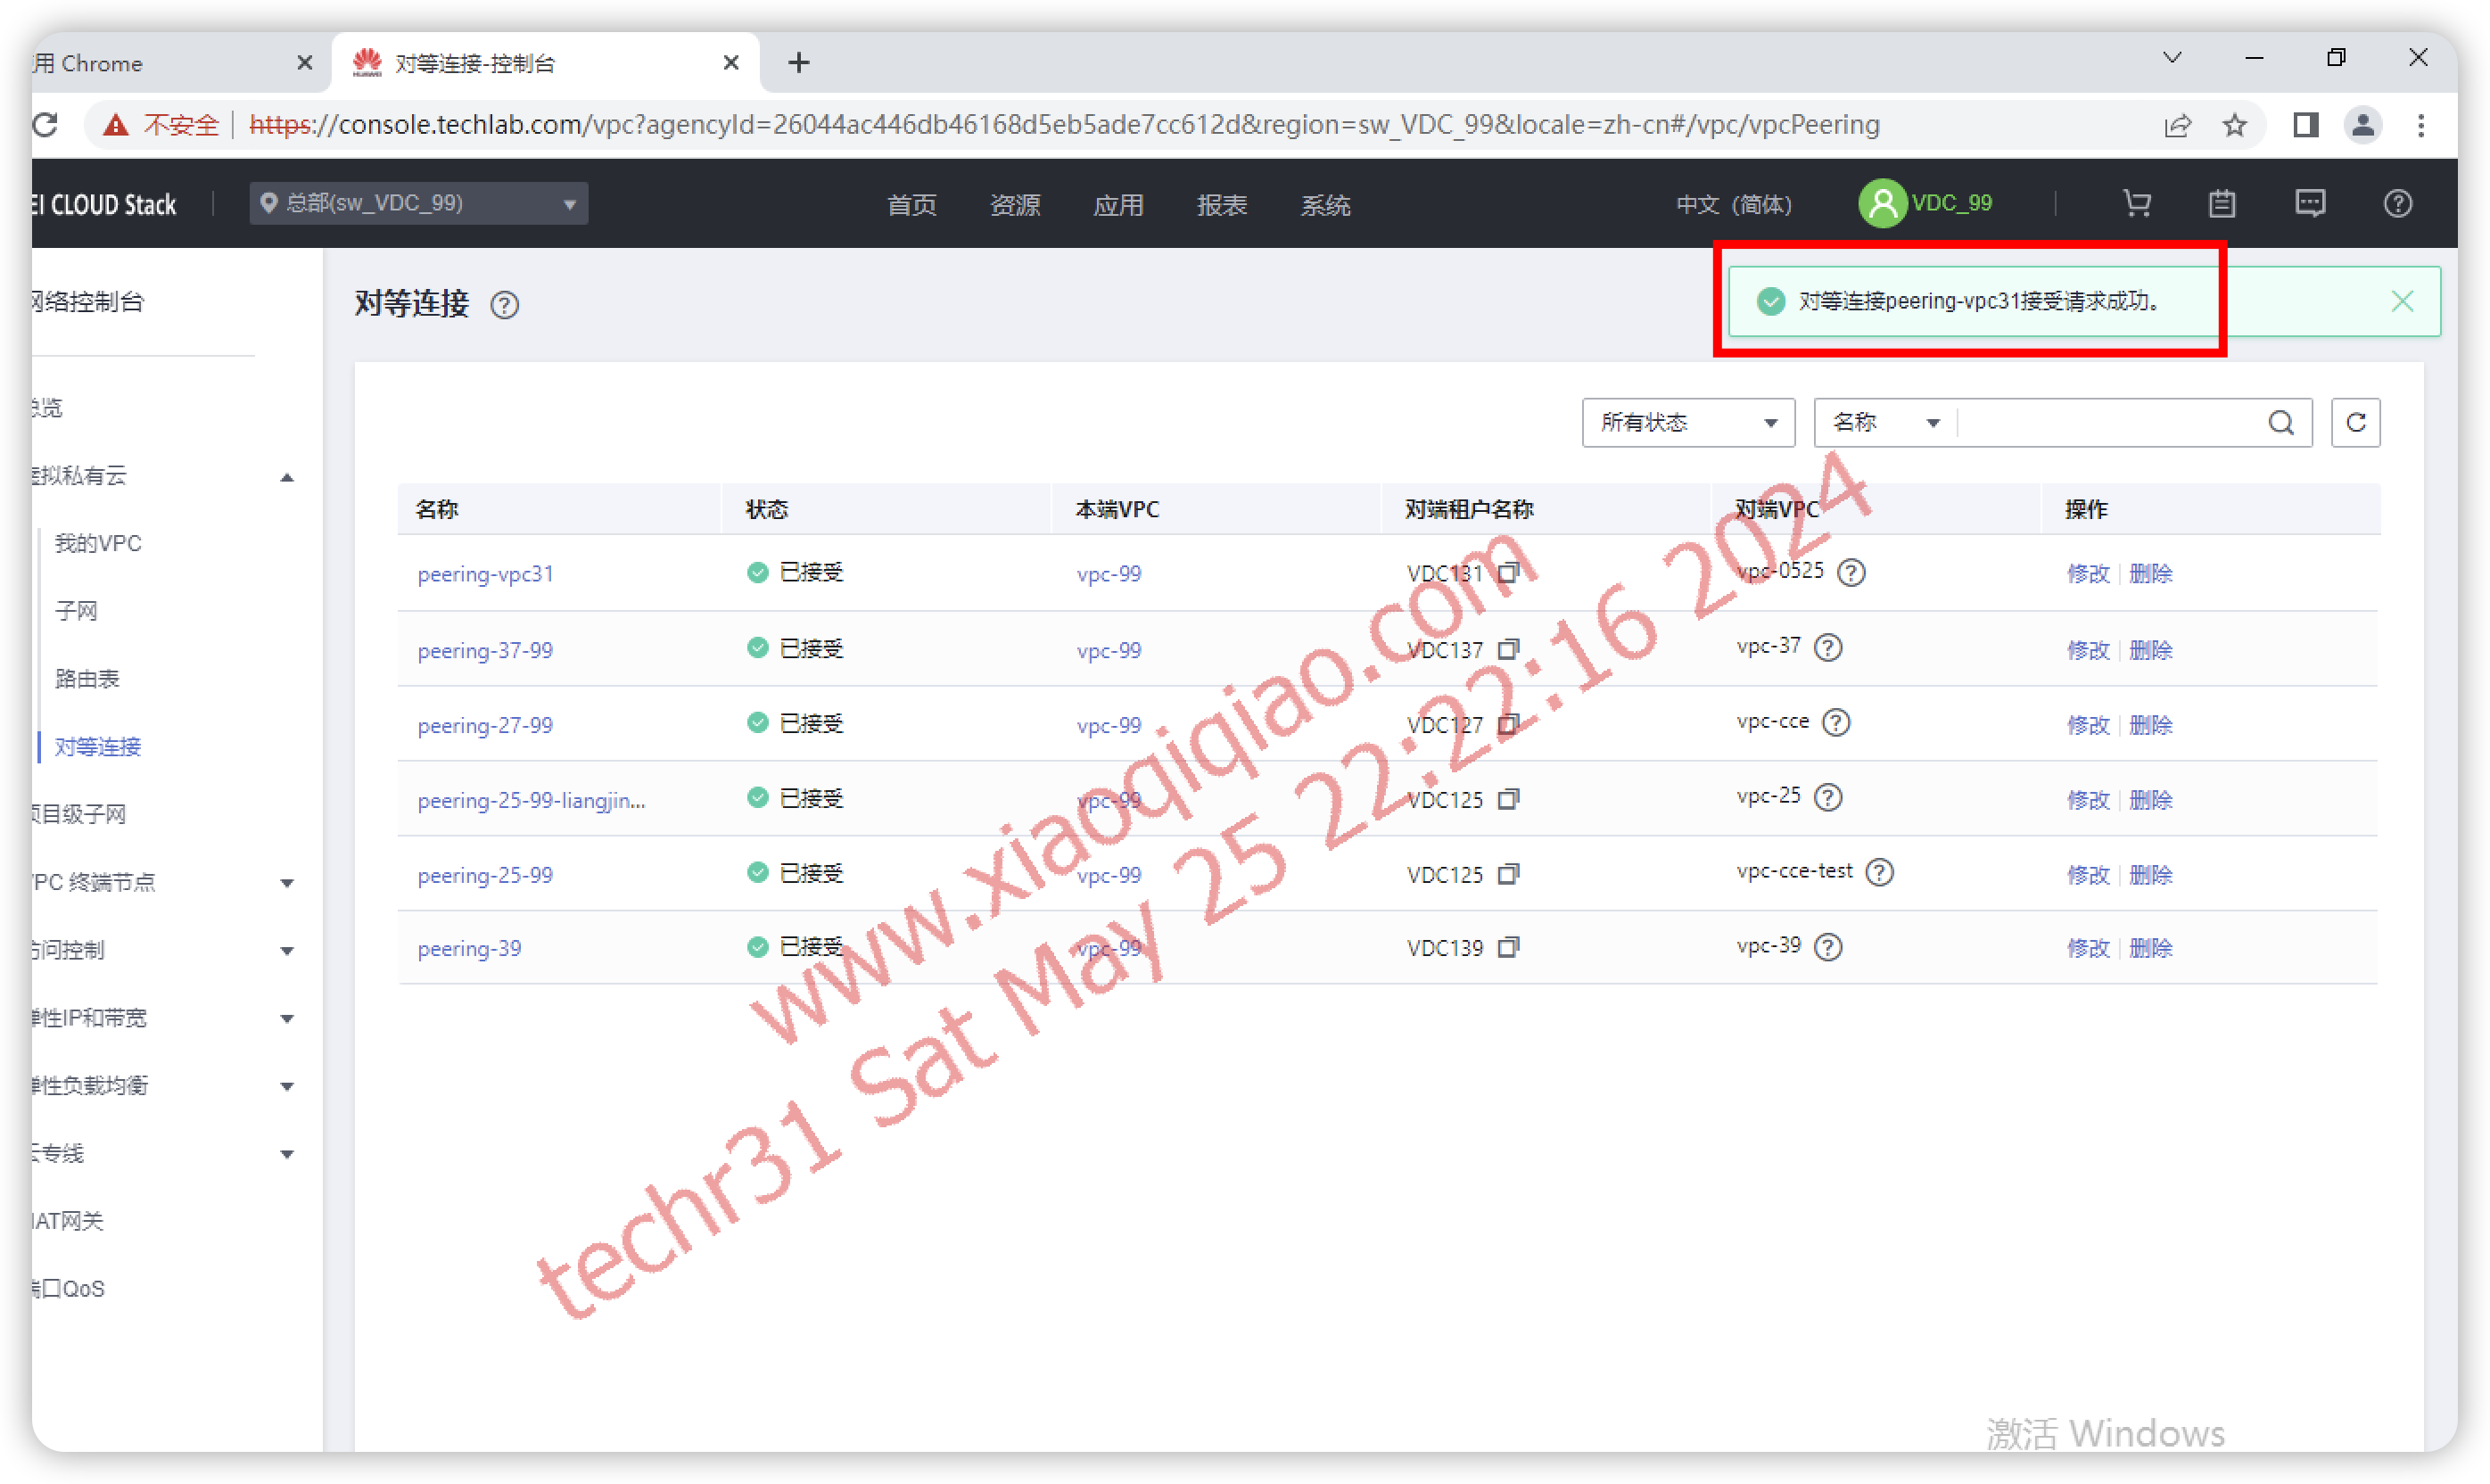 用 Chrome
对等连接-控制台
不安全 https://console.techlab.com/vpc?agencyId=26044ac446db46168d5eb5ade7cc612d&region=sw_VDC_99&locale=zh-cn#/vpc/vpcPeering
EI CLOUD Stack 总部(sw_VDC_99) 首页 资源 应用 报表 系统 中文（简体） VDC_99
网络控制台
总览
虚拟私有云
我的VPC
子网
路由表
对等连接
项目级子网
VPC 终端节点
访问控制
弹性IP和带宽
弹性负载均衡
云专线
NAT网关
端口QoS
对等连接
对等连接peering-vpc31接受请求成功。
所有状态 名称
名称 状态 本端VPC 对端租户名称 对端VPC 操作
peering-vpc31 已接受 vpc-99 VDC131 vpc-0525 修改 删除
peering-37-99 已接受 vpc-99 VDC137 vpc-37 修改 删除
peering-27-99 已接受 vpc-99 VDC127 vpc-cce 修改 删除
peering-25-99-liangjin... 已接受 vpc-99 VDC125 vpc-25 修改 删除
peering-25-99 已接受 vpc-99 VDC125 vpc-cce-test 修改 删除
peering-39 已接受 vpc-99 VDC139 vpc-39 修改 删除
www.xiaoqiqiao.com
techr31 Sat May 25 22:22:16 2024
激活 Windows